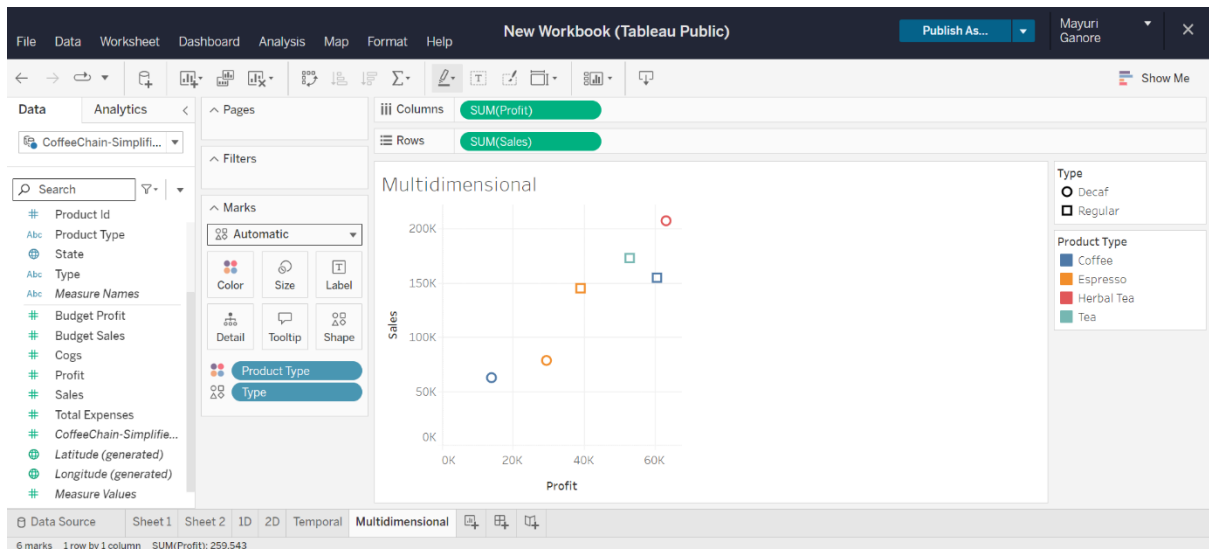 New Workbook (Tableau Public)
Publish As...
Mayuri Ganore
File Data Worksheet Dashboard Analysis Map Format Help
Show Me
Data Analytics
CoffeeChain-Simplifi...
Search
Product Id
Abc Product Type
State
Abc Type
Abc Measure Names
Budget Profit
Budget Sales
Cogs
Profit
Sales
Total Expenses
CoffeeChain-Simplifie...
Latitude (generated)
Longitude (generated)
Measure Values
Pages
Filters
Marks
Automatic
Color Size Label
Detail Tooltip Shape
Product Type
Type
Columns SUM(Profit)
Rows SUM(Sales)
Multidimensional
200K
150K
100K
50K
0K
Sales
0K 20K 40K 60K
Profit
Type
Decaf
Regular
Product Type
Coffee
Espresso
Herbal Tea
Tea
Data Source Sheet 1 Sheet 2 1D 2D Temporal Multidimensional
6 marks 1 row by 1 column SUM(Profit): 259,543